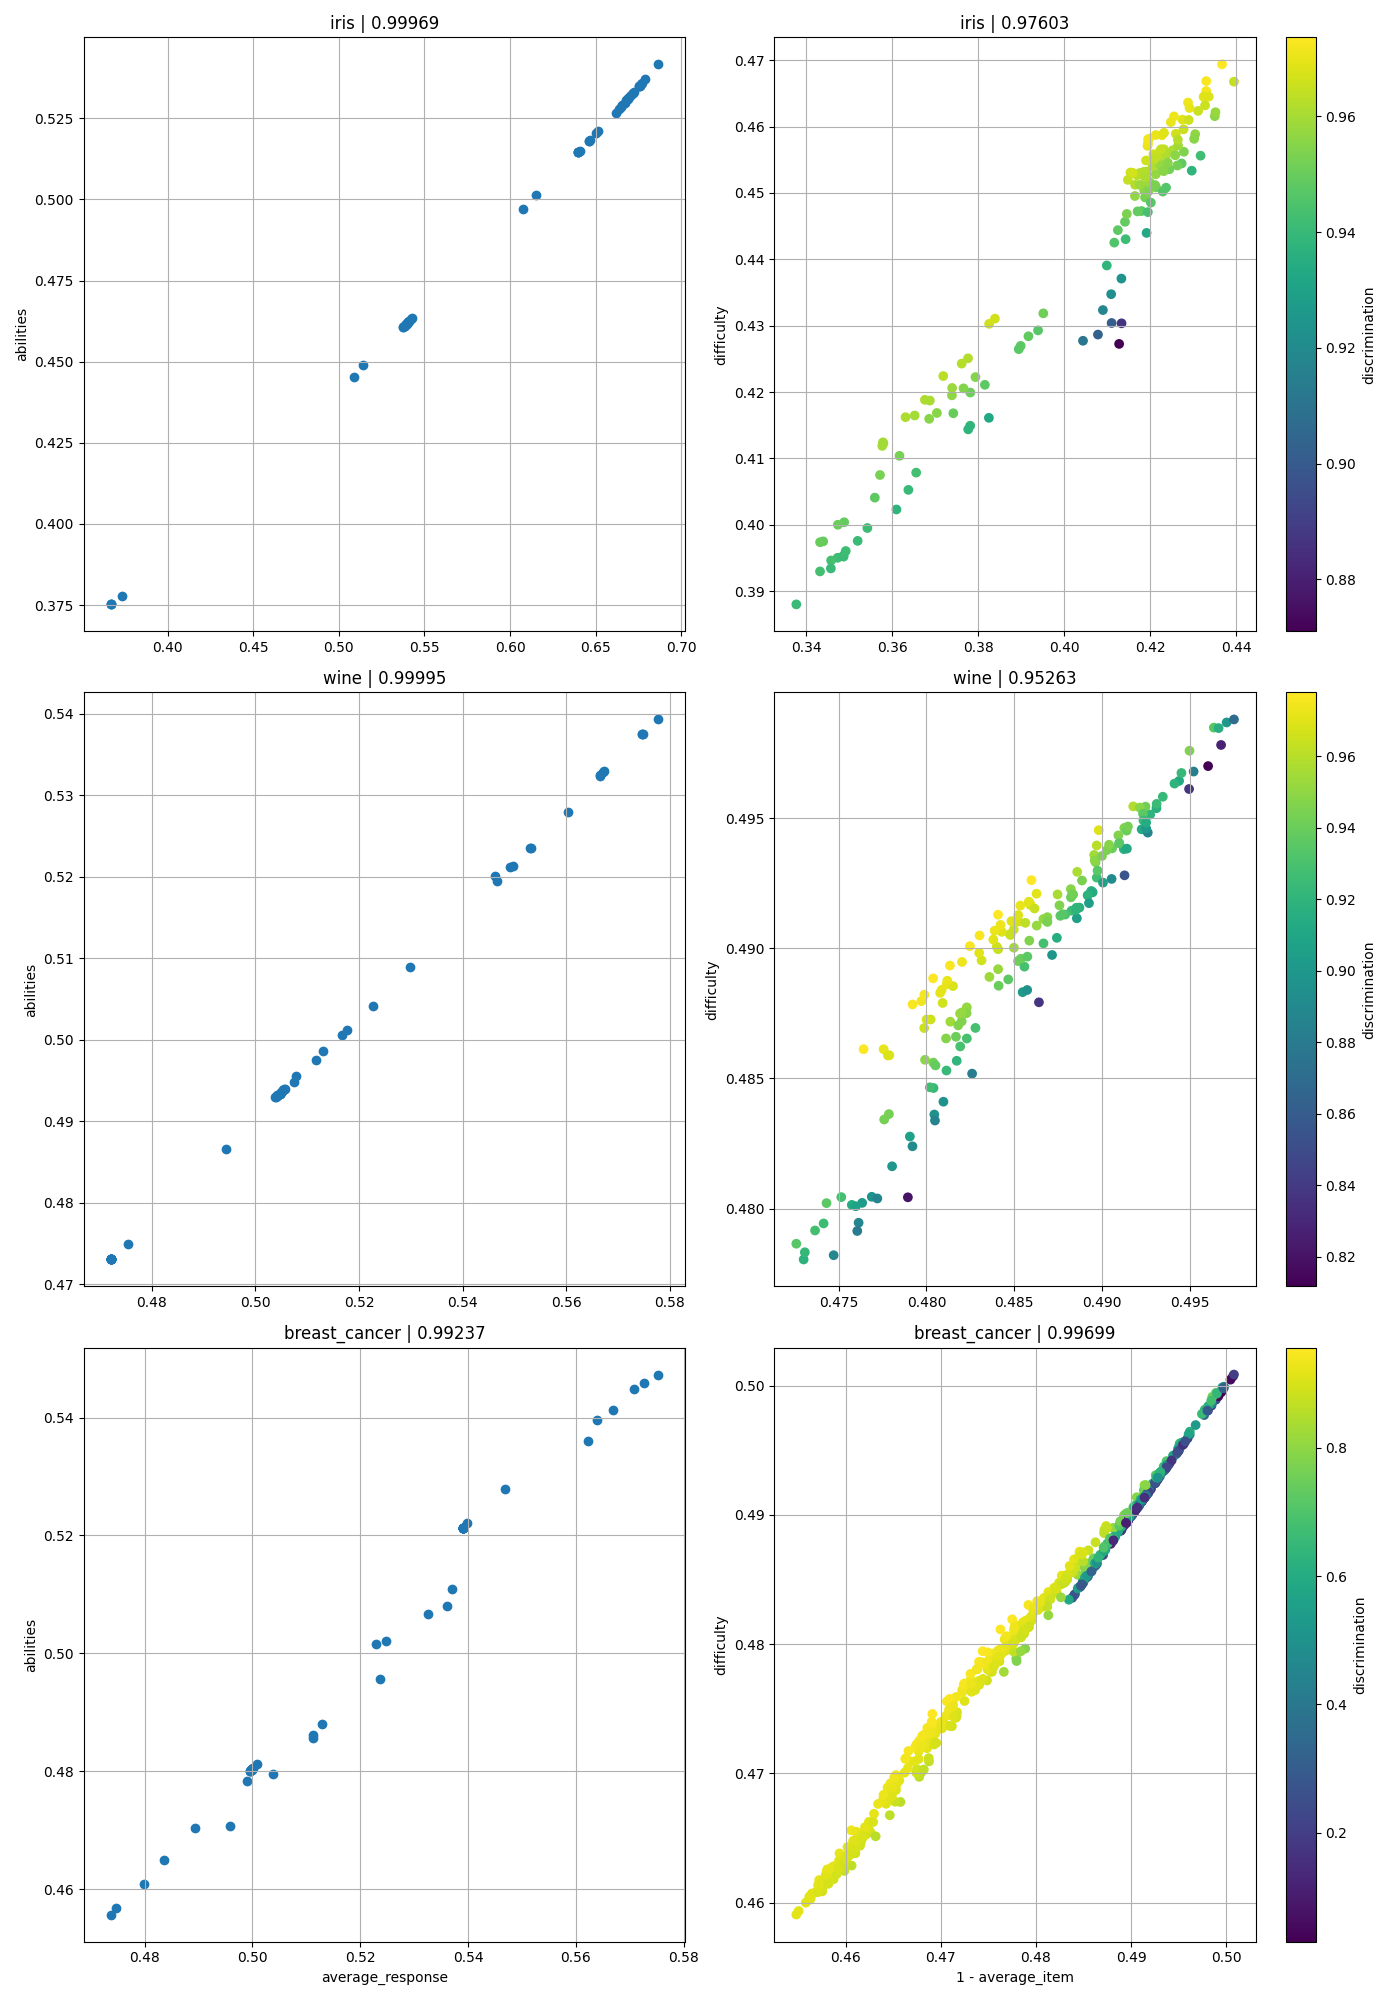 iris | 0.99969
abilities
0.525
0.500
0.475
0.450
0.425
0.400
0.375
0.40 0.45 0.50 0.55 0.60 0.65 0.70
iris | 0.97603
difficulty
0.47
0.46
0.45
0.44
0.43
0.42
0.41
0.40
0.39
0.34 0.36 0.38 0.40 0.42 0.44
0.96
0.94
0.92
0.90
0.88
discrimination
wine | 0.99995
abilities
0.54
0.53
0.52
0.51
0.50
0.49
0.48
0.47
0.48 0.50 0.52 0.54 0.56 0.58
wine | 0.95263
difficulty
0.495
0.490
0.485
0.480
0.475 0.480 0.485 0.490 0.495
0.96
0.94
0.92
0.90
0.88
0.86
0.84
0.82
discrimination
breast_cancer | 0.99237
abilities
0.54
0.52
0.50
0.48
0.46
0.48 0.50 0.52 0.54 0.56 0.58
average_response
breast_cancer | 0.99699
difficulty
0.50
0.49
0.48
0.47
0.46
0.46 0.47 0.48 0.49 0.50
1 - average_item
0.8
0.6
0.4
0.2
discrimination